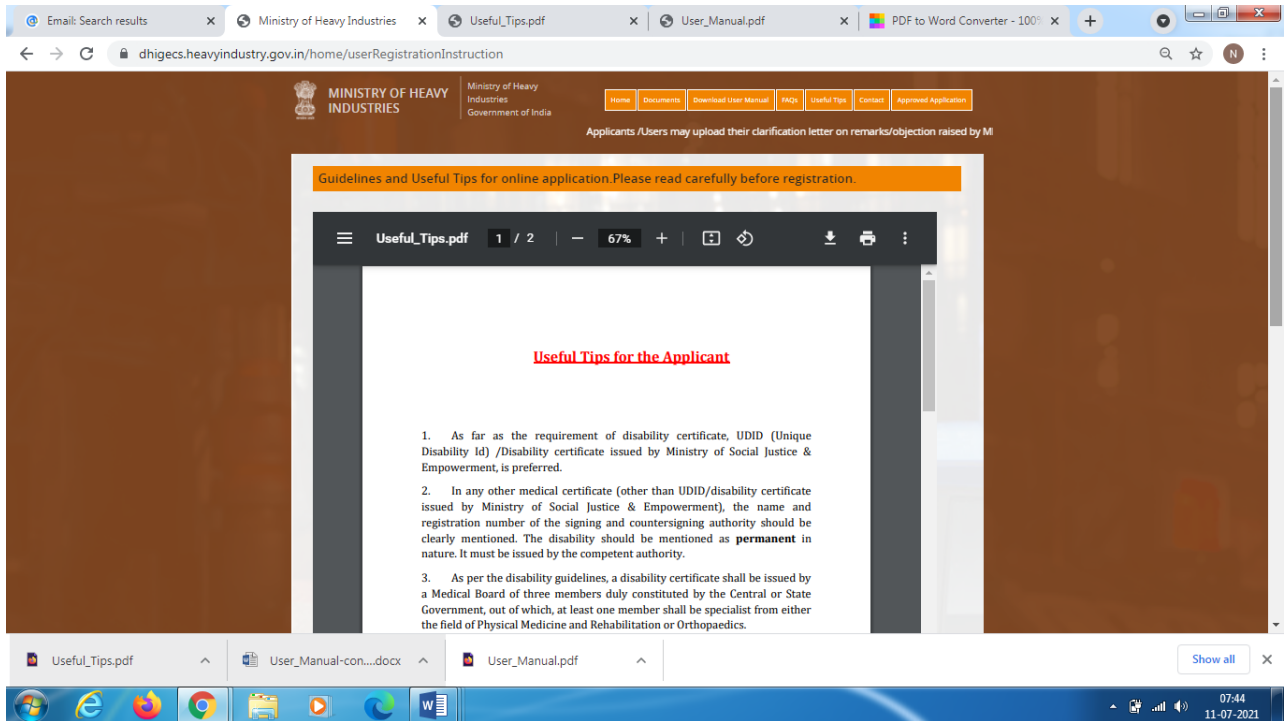 Email: Search results
Ministry of Heavy Industries
Useful_Tips.pdf
User_Manual.pdf
PDF to Word Converter - 100%
dhigecs.heavyindustry.gov.in/home/userRegistrationInstruction
N
MINISTRY OF HEAVY
INDUSTRIES
Ministry of Heavy
Industries
Government of India
Home Documents Download User Manual FAQs Useful Tips Contact Approved Application
Applicants /Users may upload their clarification letter on remarks/objection raised by MI
Guidelines and Useful Tips for online application.Please read carefully before registration.
Useful_Tips.pdf 1 / 2 67%
Useful Tips for the Applicant
1. As far as the requirement of disability certificate, UDID (Unique
Disability Id) /Disability certificate issued by Ministry of Social Justice &
Empowerment, is preferred.
2. In any other medical certificate (other than UDID/disability certificate
issued by Ministry of Social Justice & Empowerment), the name and
registration number of the signing and countersigning authority should be
clearly mentioned. The disability should be mentioned as permanent in
nature. It must be issued by the competent authority.
3. As per the disability guidelines, a disability certificate shall be issued by
a Medical Board of three members duly constituted by the Central or State
Government, out of which, at least one member shall be specialist from either
the field of Physical Medicine and Rehabilitation or Orthopaedics.
Useful_Tips.pdf
User_Manual-con....docx
User_Manual.pdf
Show all
07:44
11-07-2021